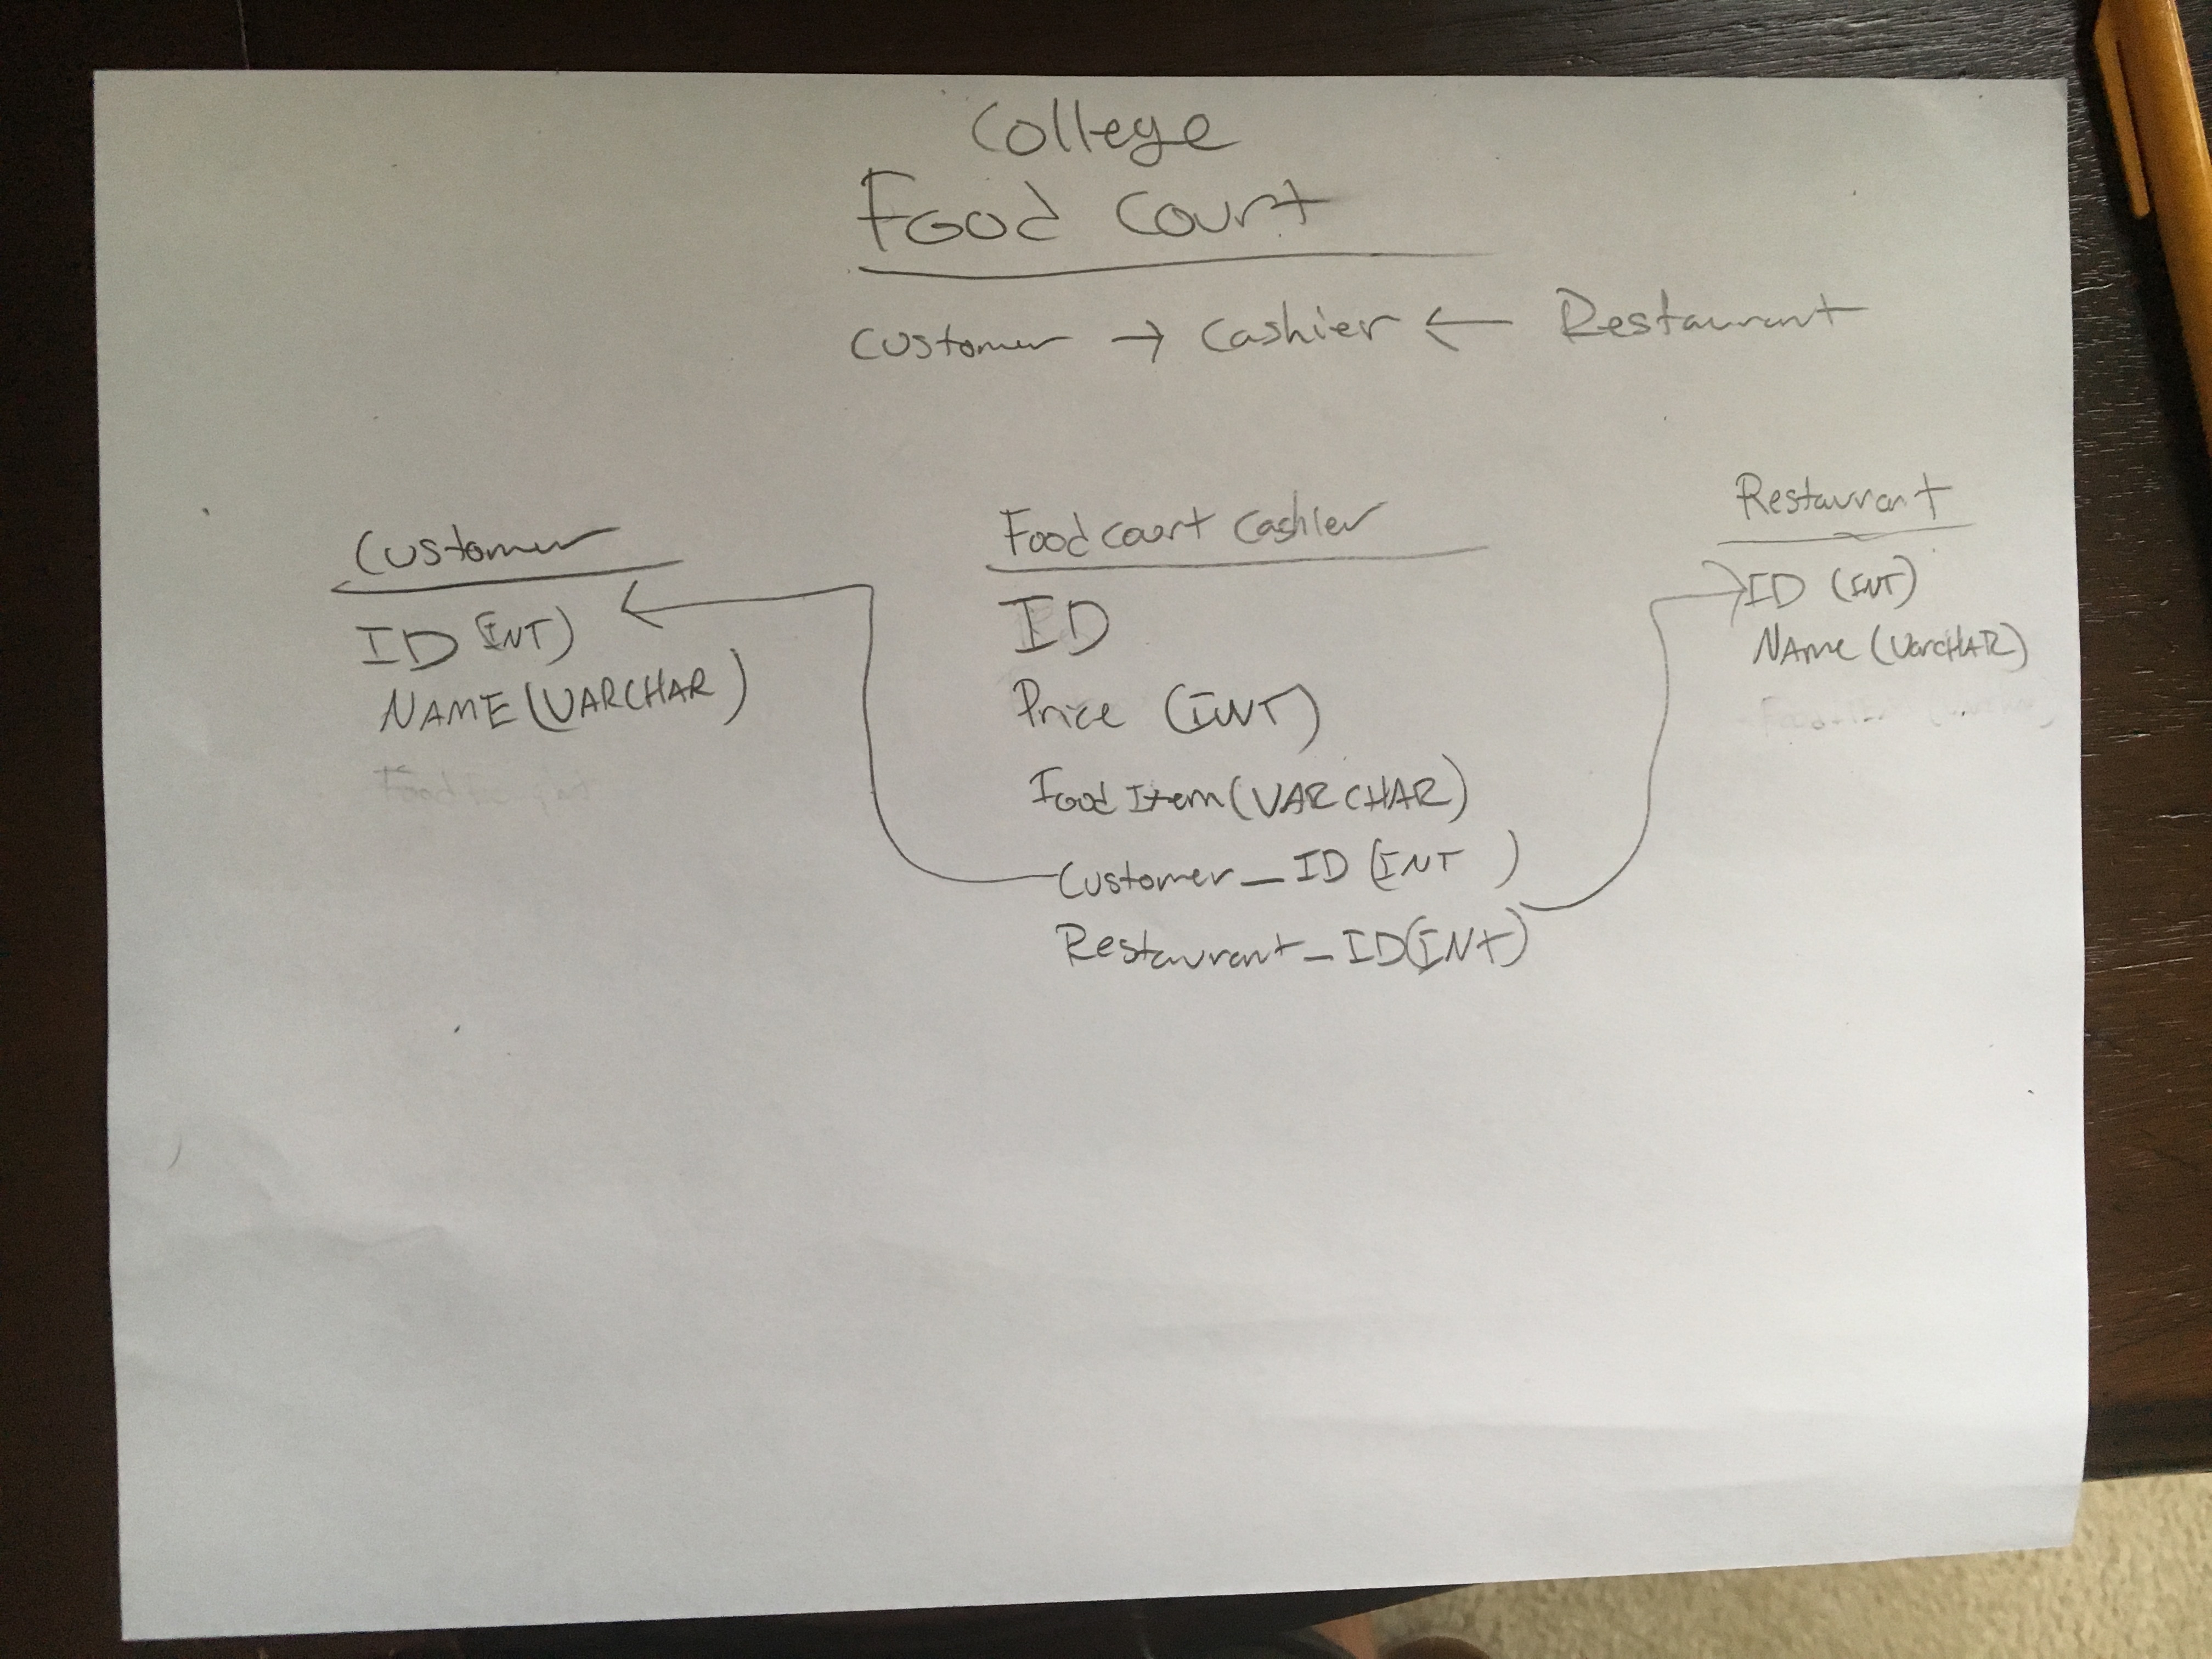 College
Food Court
Customer → Cashier ← Restaurant
Customer
ID (INT)
NAME (VARCHAR)
Food court Cashier
ID
Price (INT)
Food Item (VARCHAR)
Customer_ID (INT )
Restaurant_ID (INT)
Restaurant
ID (INT)
NAme (VarcHAR)